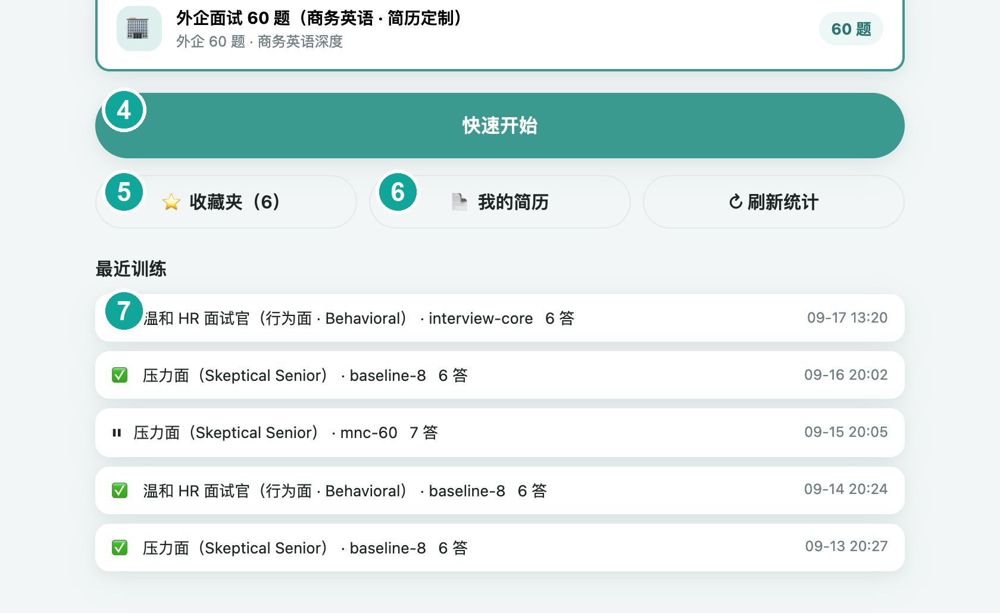 外企面试 60 题（商务英语 · 简历定制）
外企 60 题 · 商务英语深度
60 题
4
快速开始
5
⭐ 收藏夹（6）
6
我的简历
↻ 刷新统计
最近训练
7
温和 HR 面试官（行为面 · Behavioral） · interview-core 6 答
09-17 13:20
✅ 压力面（Skeptical Senior） · baseline-8 6 答
09-16 20:02
⏸ 压力面（Skeptical Senior） · mnc-60 7 答
09-15 20:05
✅ 温和 HR 面试官（行为面 · Behavioral） · baseline-8 6 答
09-14 20:24
✅ 压力面（Skeptical Senior） · baseline-8 6 答
09-13 20:27